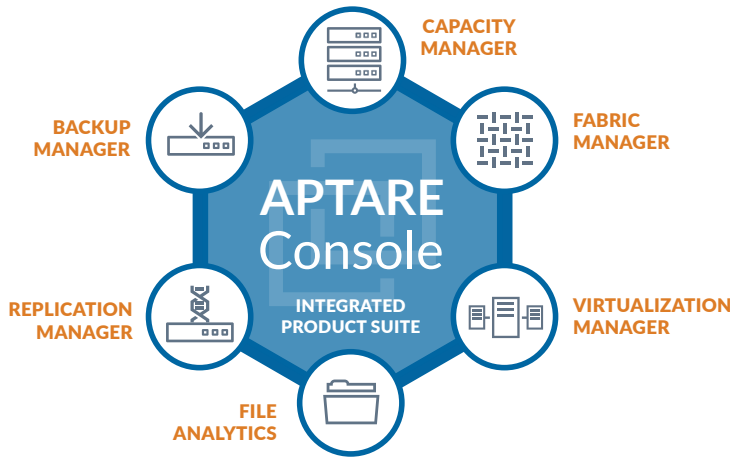 CAPACITY
MANAGER
BACKUP
MANAGER
FABRIC
MANAGER
APTARE
Console
INTEGRATED
PRODUCT SUITE
REPLICATION
MANAGER
VIRTUALIZATION
MANAGER
FILE
ANALYTICS